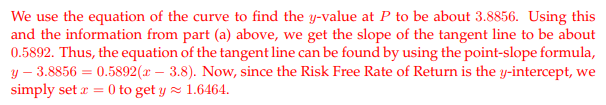 We use the equation of the curve to find the y-value at P to be about 3.8856. Using this
and the information from part (a) above, we get the slope of the tangent line to be about
0.5892. Thus, the equation of the tangent line can be found by using the point-slope formula,
y − 3.8856 = 0.5892(x − 3.8). Now, since the Risk Free Rate of Return is the y-intercept, we
simply set x = 0 to get y ≈ 1.6464.